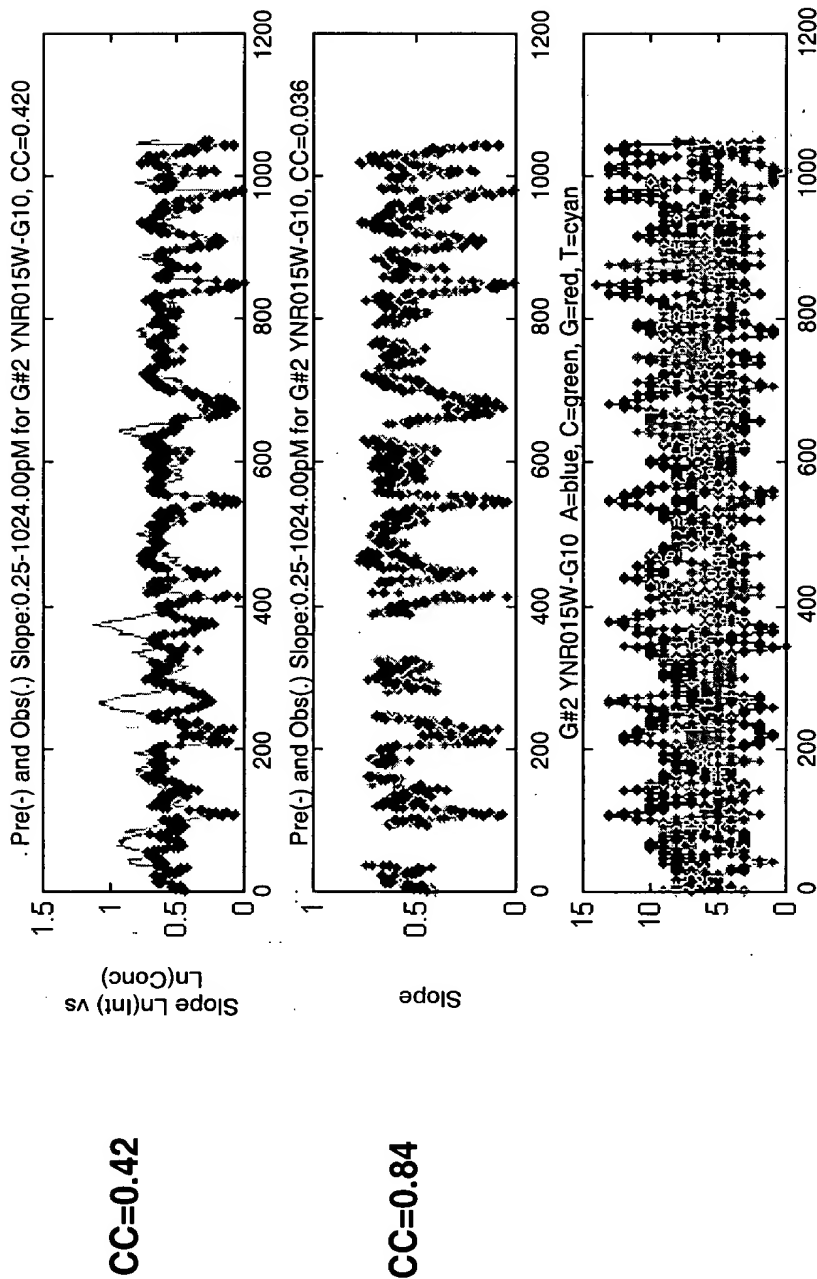 CC=0.42
Pre(-) and Obs(.) Slope:0.25-1024.00pM for G#2 YNR015W-G10, CC=0.420
Slope Ln(Int) vs
Ln(Conc)
1.5
1
0.5
0
0 200 400 600 800 1000 1200
CC=0.84
Pre(-) and Obs(.) Slope:0.25-1024.00pM for G#2 YNR015W-G10, CC=0.036
Slope
1
0.5
0
0 200 400 600 800 1000 1200
G#2 YNR015W-G10 A=blue, C=green, G=red, T=cyan
15
10
5
0
0 200 400 600 800 1000 1200